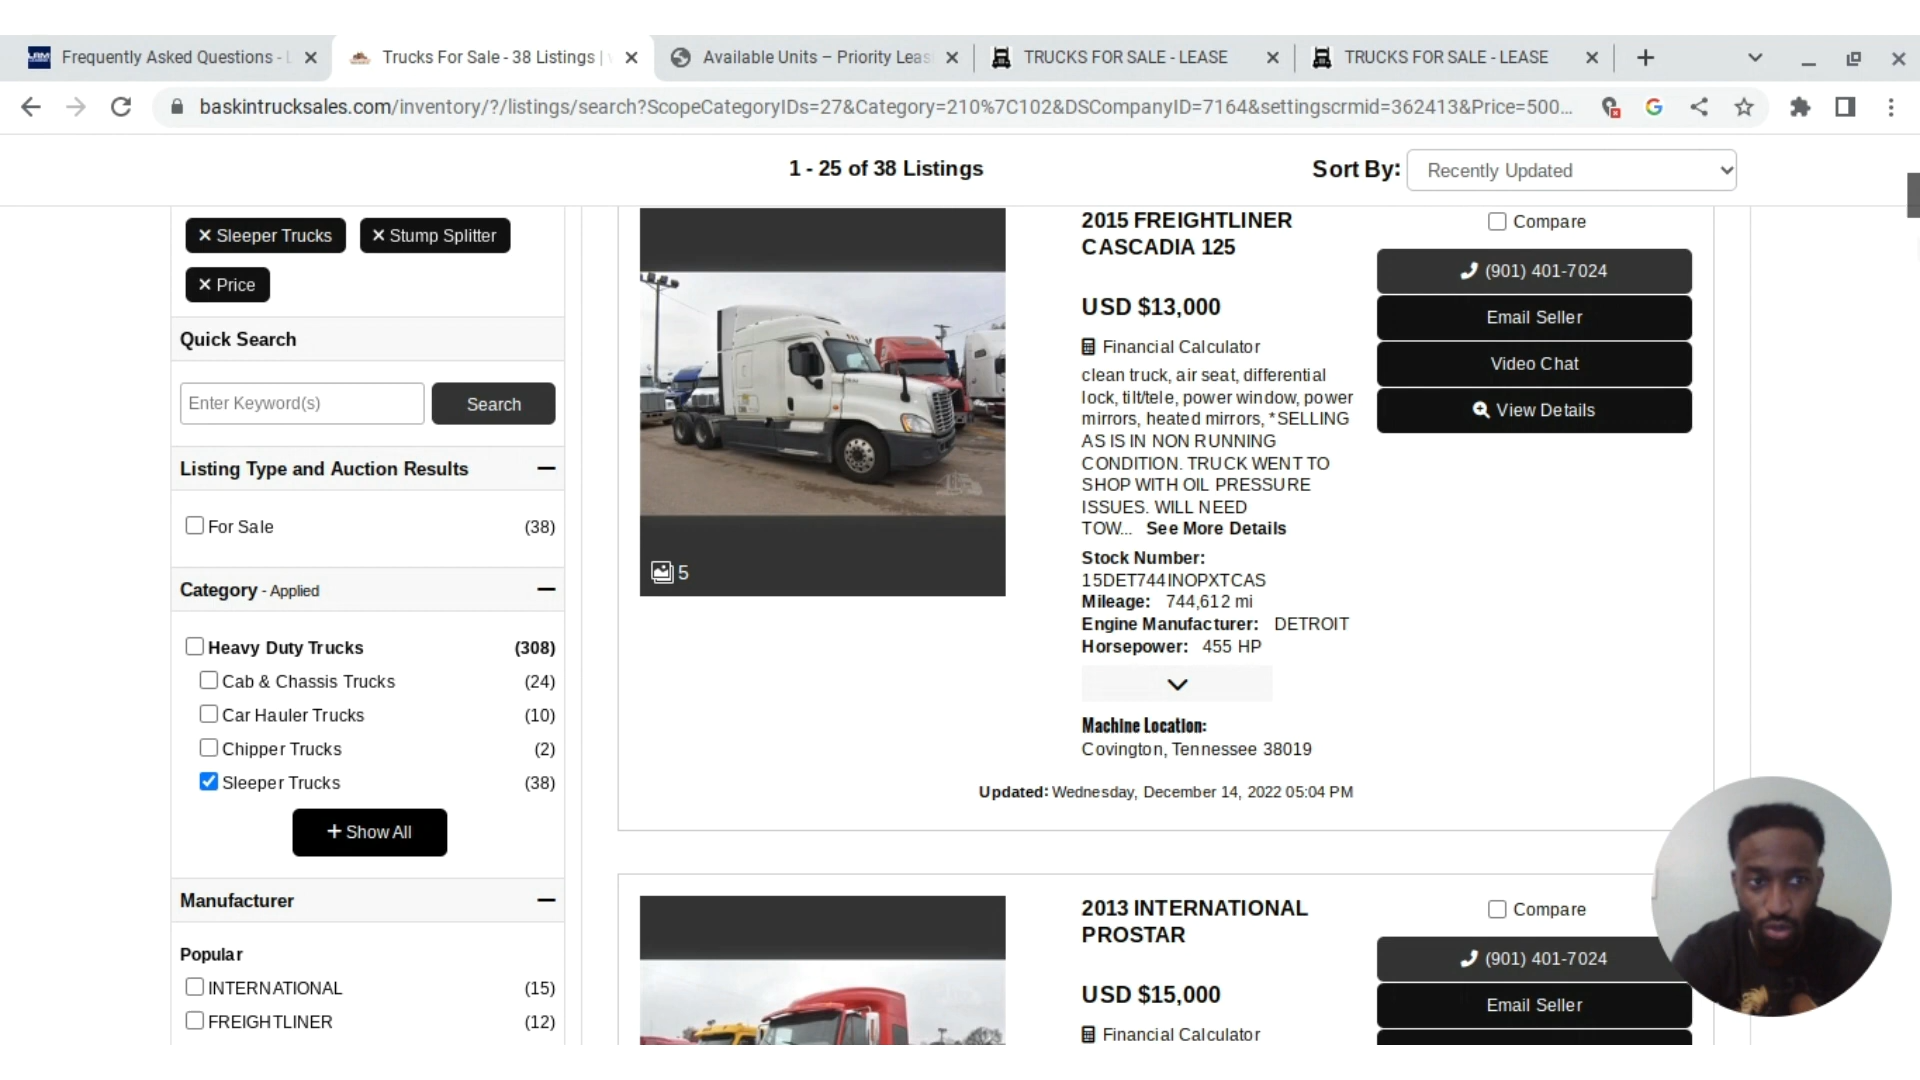 Frequently Asked Questions - L
Trucks For Sale - 38 Listings |
Available Units – Priority Leas
TRUCKS FOR SALE - LEASE
TRUCKS FOR SALE - LEASE
baskintrucksales.com/inventory/?/listings/search?ScopeCategoryIDs=27&Category=210%7C102&DSCompanyID=7164&settingscrmid=362413&Price=500...
1 - 25 of 38 Listings
Sort By: Recently Updated
Sleeper Trucks
Stump Splitter
Price
Quick Search
Enter Keyword(s)
Search
Listing Type and Auction Results
For Sale (38)
Category - Applied
Heavy Duty Trucks (308)
Cab & Chassis Trucks (24)
Car Hauler Trucks (10)
Chipper Trucks (2)
Sleeper Trucks (38)
+ Show All
Manufacturer
Popular
INTERNATIONAL (15)
FREIGHTLINER (12)
5
2015 FREIGHTLINER
CASCADIA 125
USD $13,000
Financial Calculator
clean truck, air seat, differential
lock, tilt/tele, power window, power
mirrors, heated mirrors, *SELLING
AS IS IN NON RUNNING
CONDITION. TRUCK WENT TO
SHOP WITH OIL PRESSURE
ISSUES. WILL NEED
TOW... See More Details
Stock Number:
15DET744INOPXTCAS
Mileage: 744,612 mi
Engine Manufacturer: DETROIT
Horsepower: 455 HP
Machine Location:
Covington, Tennessee 38019
Updated: Wednesday, December 14, 2022 05:04 PM
Compare
(901) 401-7024
Email Seller
Video Chat
View Details
2013 INTERNATIONAL
PROSTAR
USD $15,000
Financial Calculator
Compare
(901) 401-7024
Email Seller